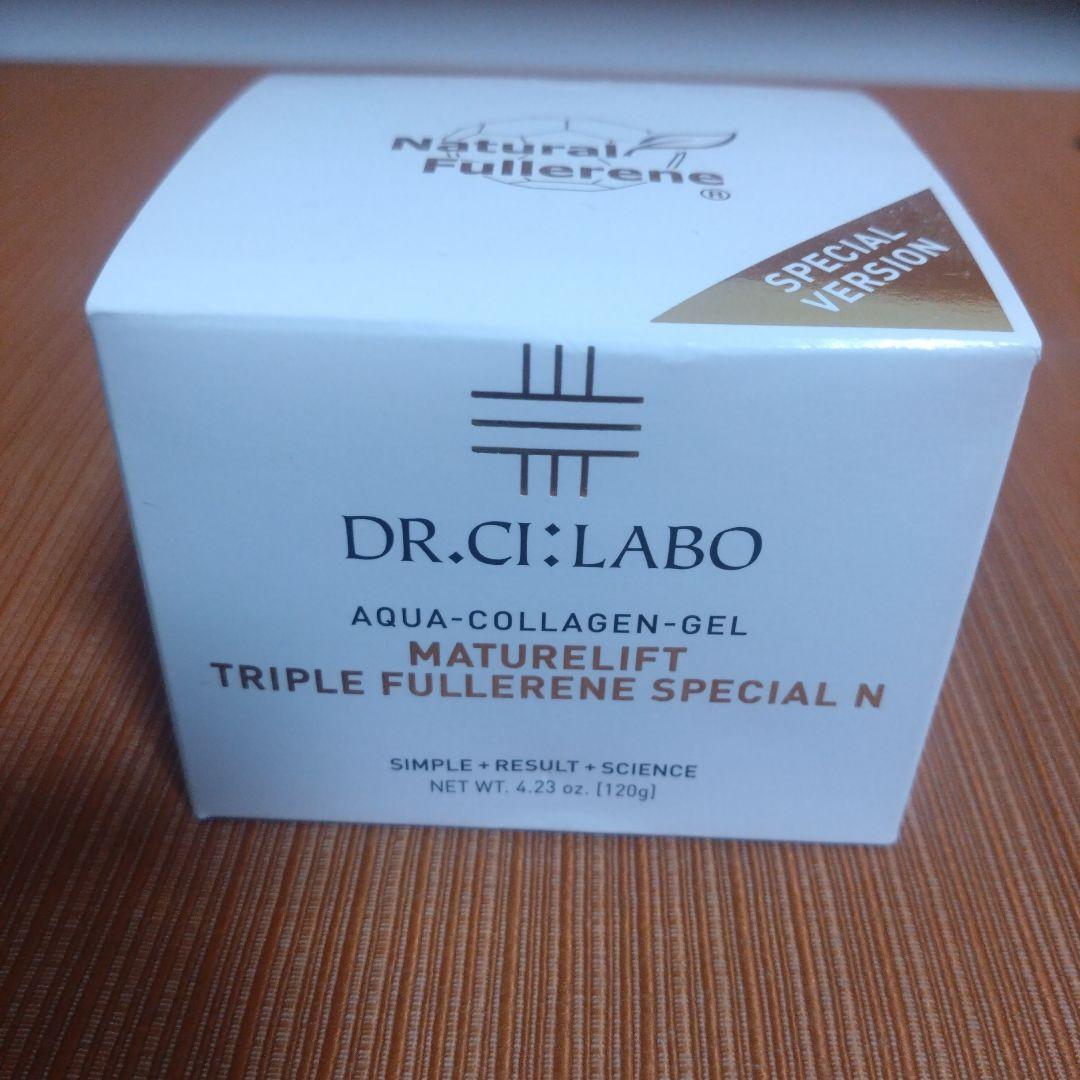 Natural
Fullerene
®
SPECIAL
VERSION
DR.CI:LABO
AQUA-COLLAGEN-GEL
MATURELIFT
TRIPLE FULLERENE SPECIAL N
SIMPLE + RESULT + SCIENCE
NET WT. 4.23 oz. [120g]